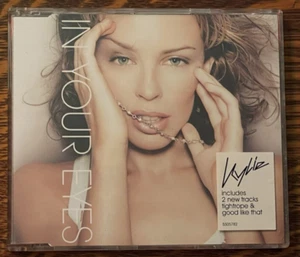 IN YOUR EYES
Kylie
includes
2 new tracks
tightrope &
good like that